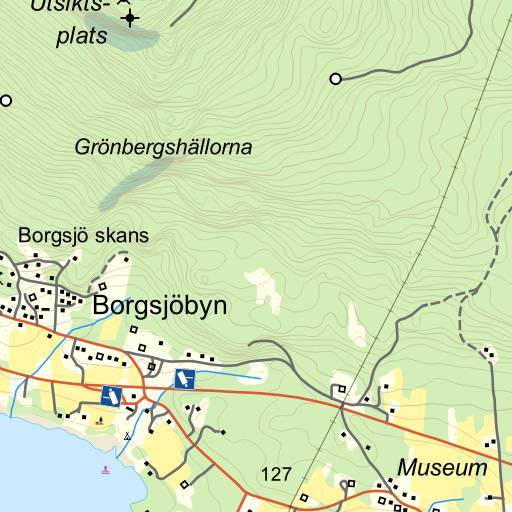 Utsikts-
plats
Grönbergshällorna
Borgsjö skans
Borgsjöbyn
127
Museum